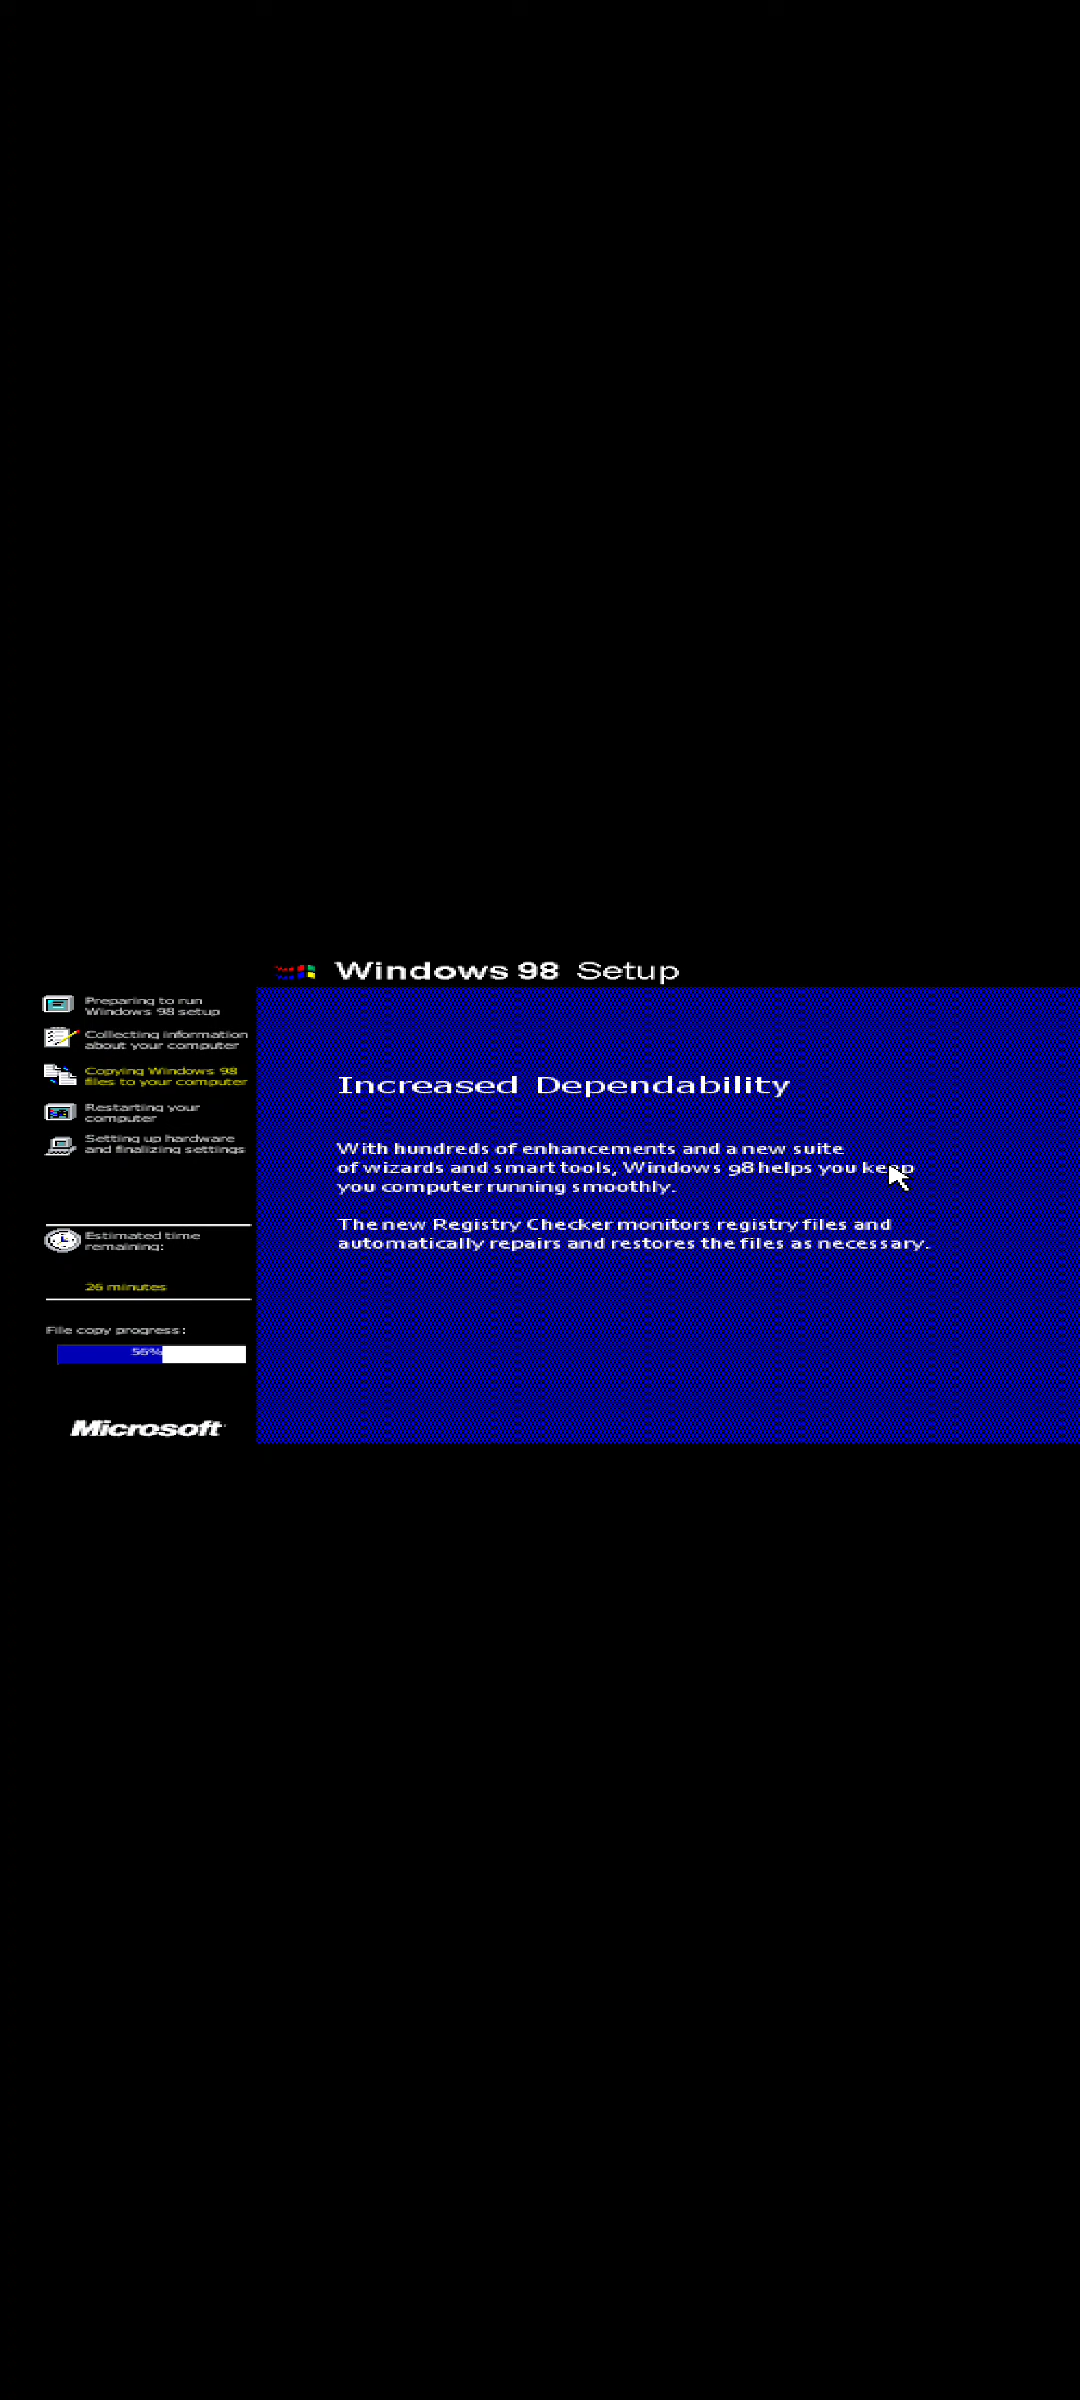 Windows 98 Setup
Preparing to run
Windows 98 setup
Collecting information
about your computer
Copying Windows 98
files to your computer
Restarting your
computer
Setting up hardware
and finalizing settings
Estimated time
remaining:
26 minutes
File copy progress:
56%
Microsoft
Increased Dependability
With hundreds of enhancements and a new suite
of wizards and smart tools, Windows 98 helps you keep
you computer running smoothly.
The new Registry Checker monitors registry files and
automatically repairs and restores the files as necessary.